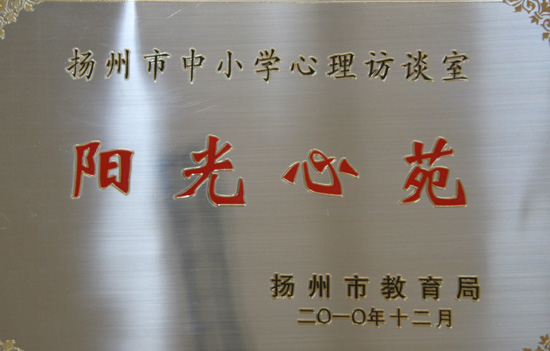 扬州市中小学心理访谈室
阳光心苑
扬州市教育局
二〇一〇年十二月